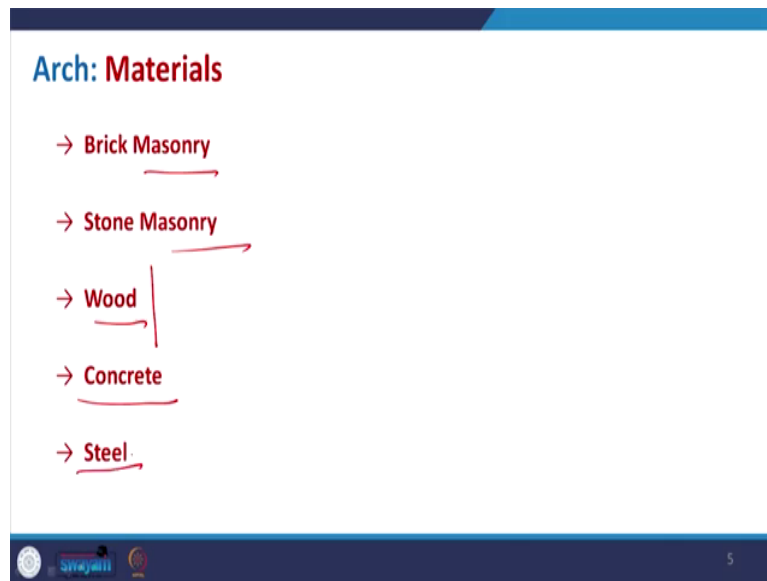 Arch: Materials
→ Brick Masonry
→ Stone Masonry
→ Wood
→ Concrete
→ Steel
swayam
5